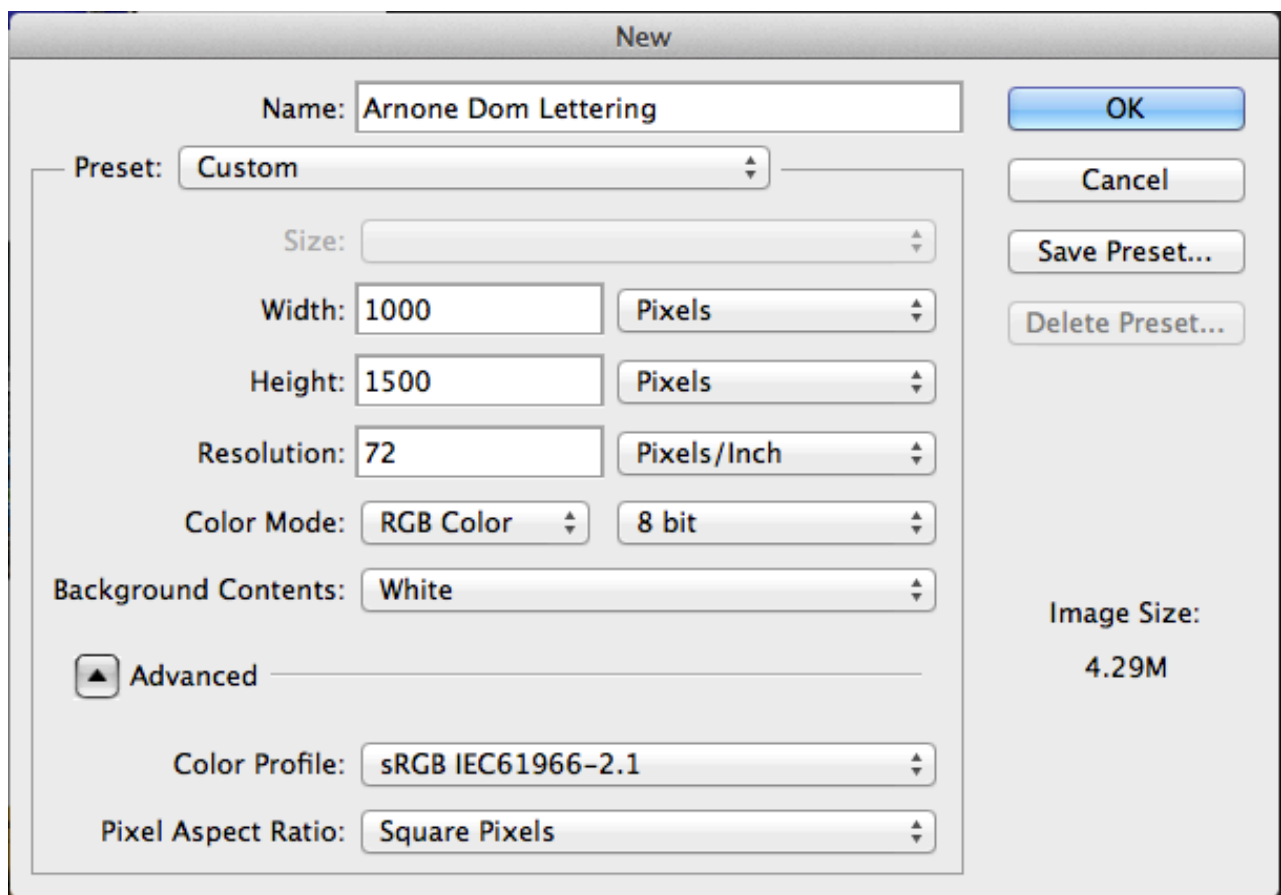 New
Name: Arnone Dom Lettering
OK
Preset: Custom
Cancel
Size:
Save Preset...
Width: 1000 Pixels
Delete Preset...
Height: 1500 Pixels
Resolution: 72 Pixels/Inch
Color Mode: RGB Color 8 bit
Background Contents: White
Image Size:
4.29M
Advanced
Color Profile: sRGB IEC61966-2.1
Pixel Aspect Ratio: Square Pixels